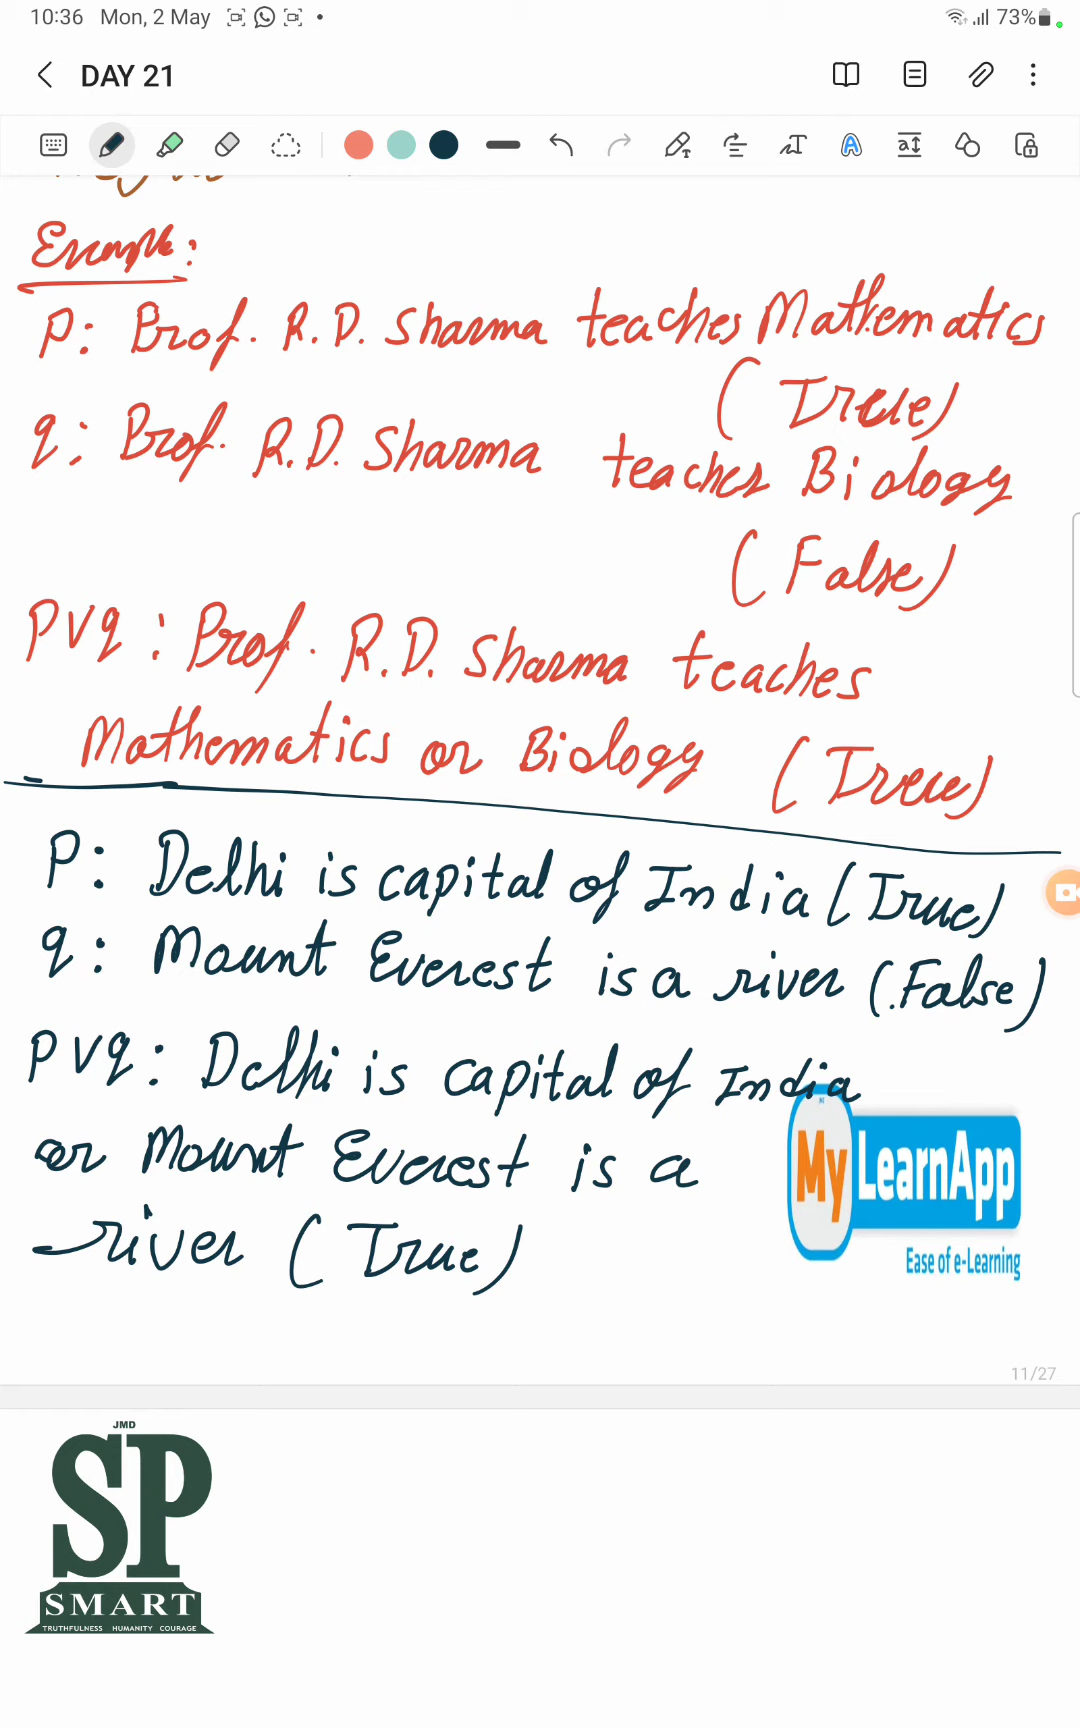 10:36 Mon, 2 May 73%
DAY 21
Example:
P: Prof. R.D. Sharma teaches Mathematics
(True)
q: Prof. R.D. Sharma teaches Biology
(False)
P∨q: Prof. R.D. Sharma teaches
Mathematics or Biology (True)
P: Delhi is capital of India (True)
q: Mount Everest is a river (False)
P∨q: Delhi is capital of India
or Mount Everest is a
river (True)
My LearnApp
Ease of e-Learning
11/27
JMD
SP
SMART
TRUTHFULNESS HUMANITY COURAGE